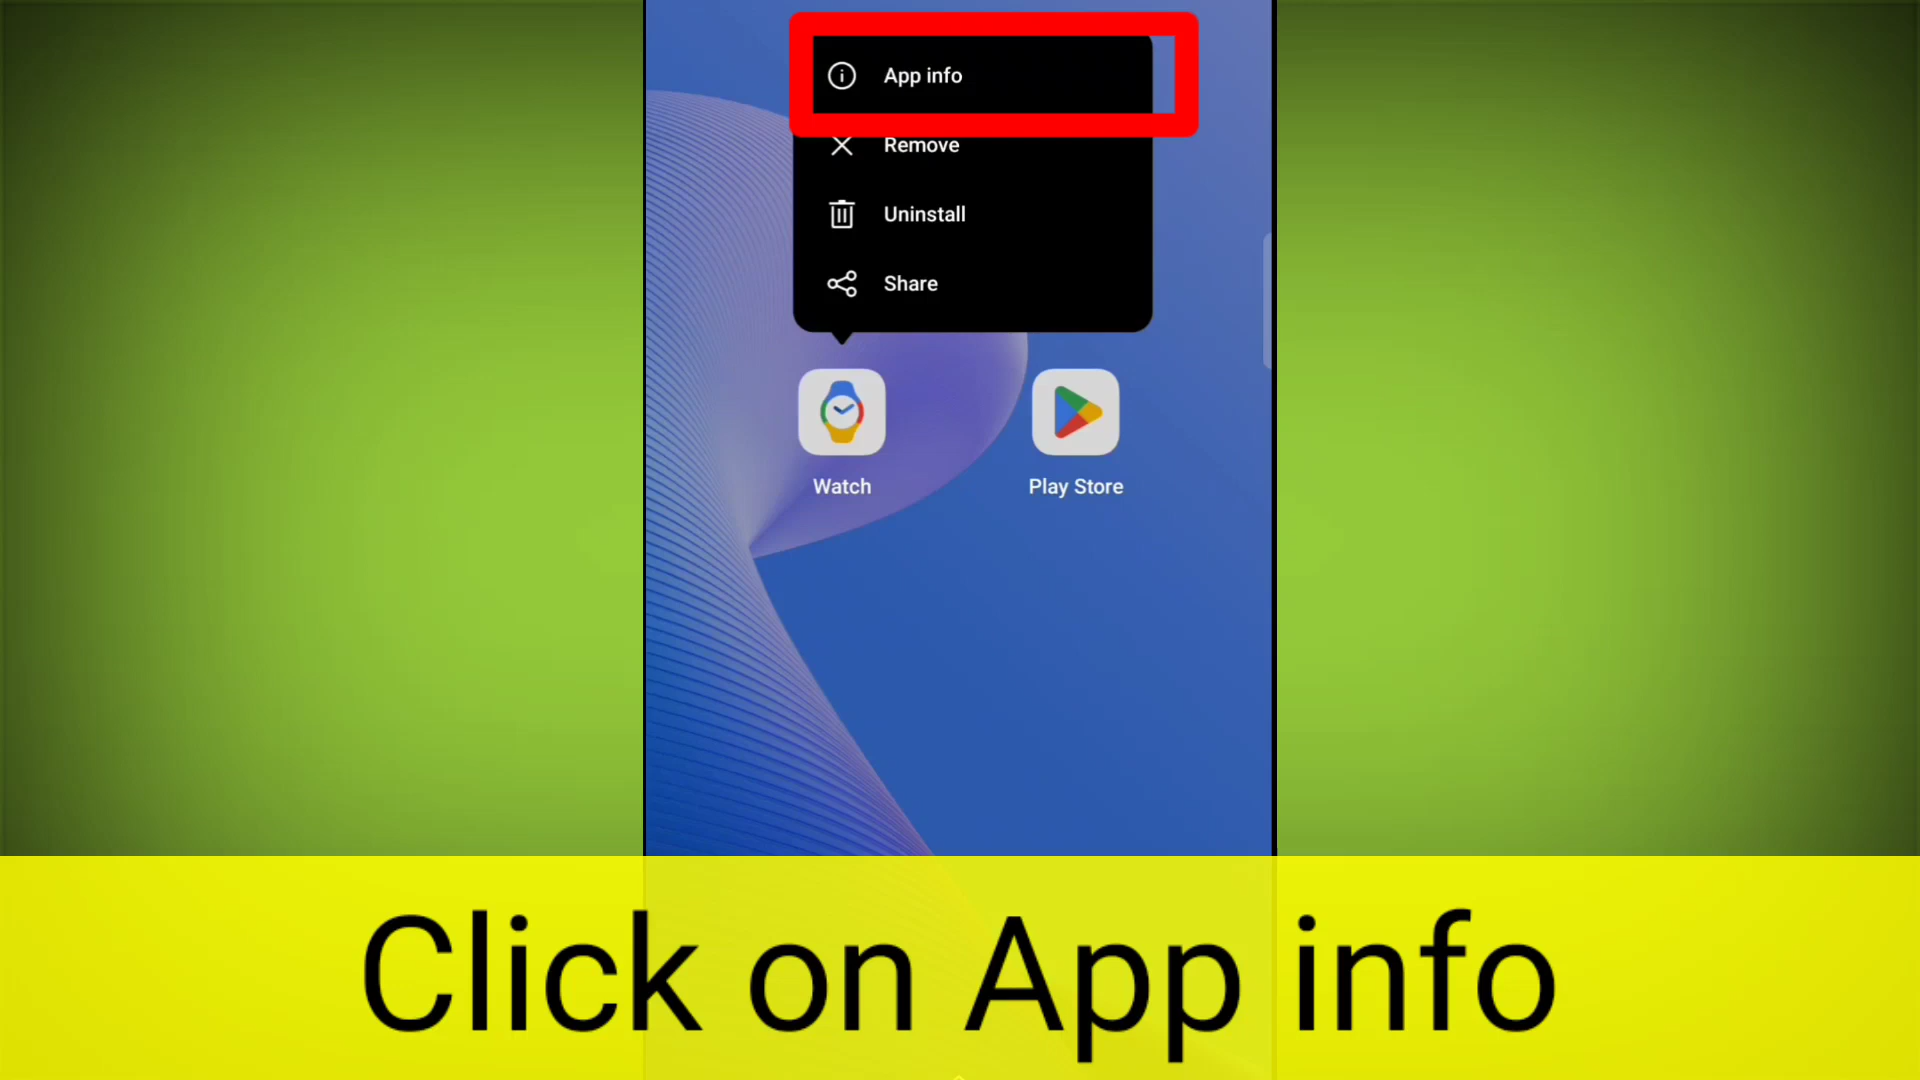 App info
Remove
Uninstall
Share
Watch
Play Store
Click on App info